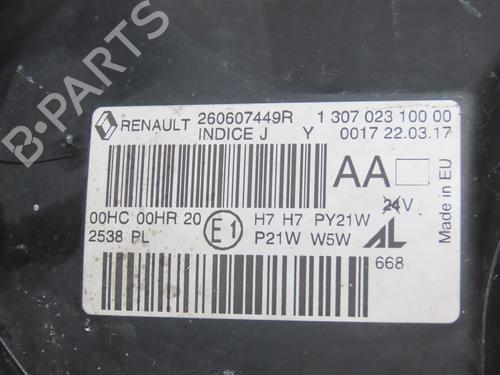 RENAULT 260607449R 1 307 023 100 00
INDICE J Y 0017 22.03.17
AA
Made in EU
00HC 00HR 20 E1 H7 H7 PY21W 24V
2538 PL P21W W5W AL
668
B-PARTS